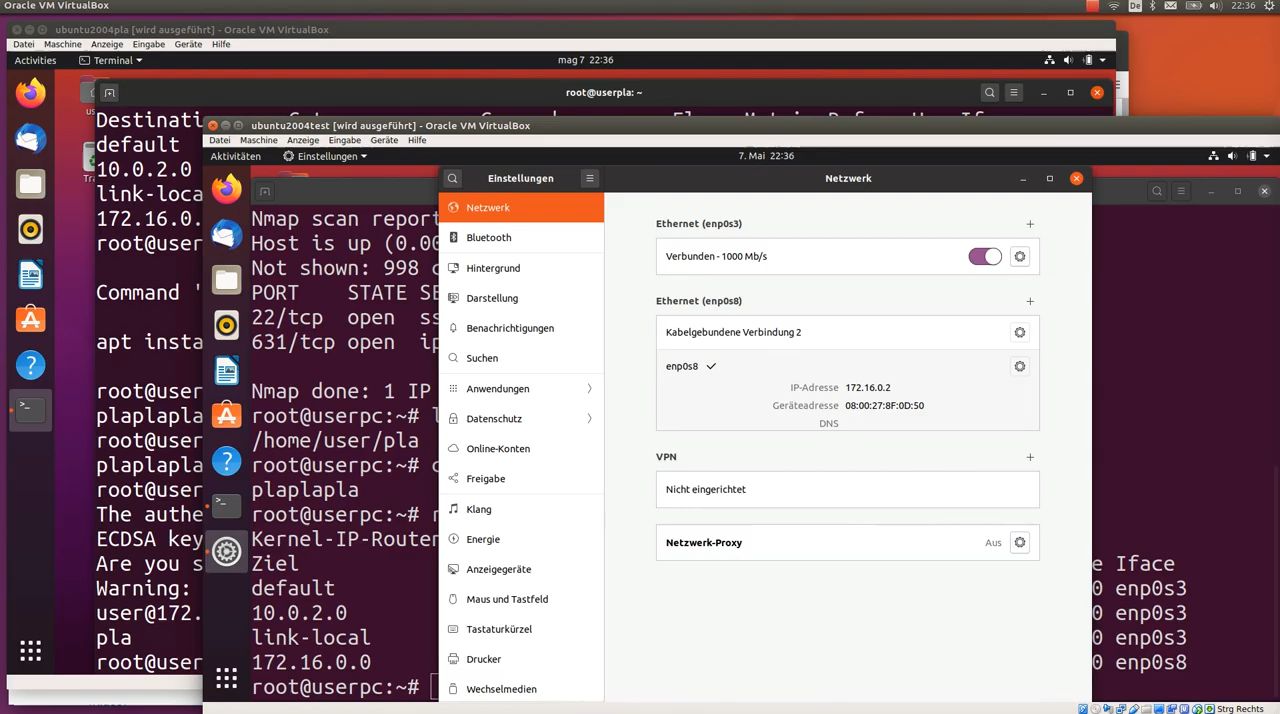 Oracle VM VirtualBox
De
22:36
ubuntu2004pla [wird ausgeführt] - Oracle VM VirtualBox
Datei Maschine Anzeige Eingabe Geräte Hilfe
Activities
Terminal
mag 7 22:36
root@userpla: ~
Destinati
default
10.0.2.0
link-loca
172.16.0.
root@user
Command '
apt insta
root@user
plaplapla
root@user
plaplapla
root@user
The authe
ECDSA key
Are you s
Warning:
user@172.
pla
root@user
ubuntu2004test [wird ausgeführt] - Oracle VM VirtualBox
Datei Maschine Anzeige Eingabe Geräte Hilfe
Aktivitäten
Einstellungen
7. Mai 22:36
Nmap scan report
Host is up (0.00
Not shown: 998 c
PORT STATE SE
22/tcp open ss
631/tcp open ip
Nmap done: 1 IP
root@userpc:~# l
/home/user/pla
root@userpc:~# c
plaplapla
root@userpc:~# r
Kernel-IP-Router
Ziel
e Iface
default
0 enp0s3
10.0.2.0
0 enp0s3
link-local
0 enp0s3
172.16.0.0
0 enp0s8
root@userpc:~#
Einstellungen
Netzwerk
Netzwerk
Bluetooth
Hintergrund
Darstellung
Benachrichtigungen
Suchen
Anwendungen
Datenschutz
Online-Konten
Freigabe
Klang
Energie
Anzeigegeräte
Maus und Tastfeld
Tastaturkürzel
Drucker
Wechselmedien
Ethernet (enp0s3)
Verbunden - 1000 Mb/s
Ethernet (enp0s8)
Kabelgebundene Verbindung 2
enp0s8
IP-Adresse 172.16.0.2
Geräteadresse 08:00:27:8F:0D:50
DNS
VPN
Nicht eingerichtet
Netzwerk-Proxy
Aus
Strg Rechts